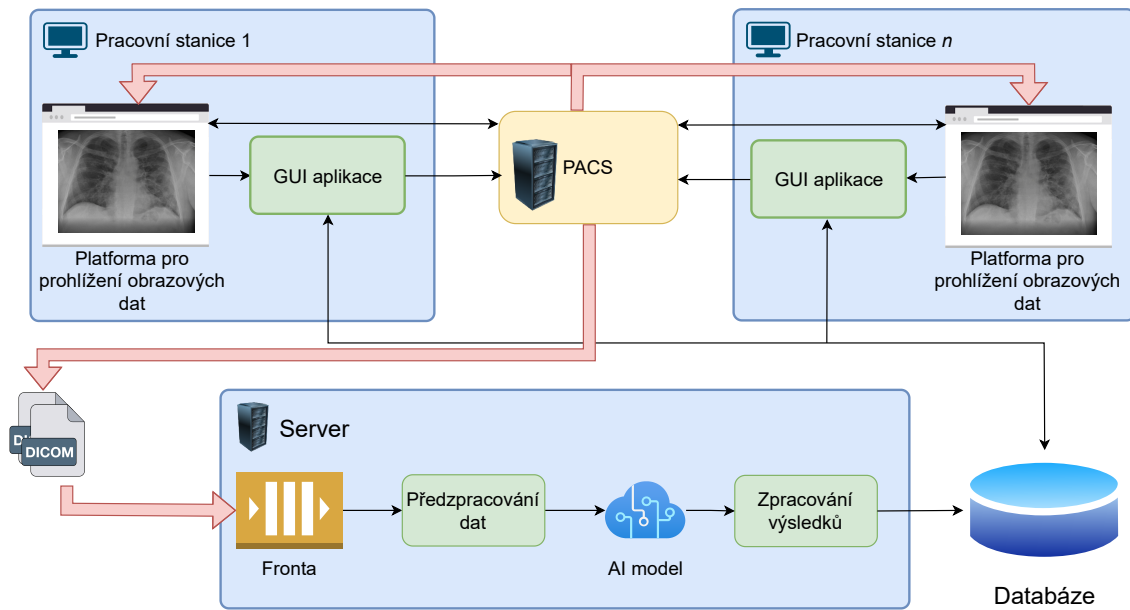 Pracovní stanice 1
Pracovní stanice n
GUI aplikace
PACS
GUI aplikace
Platforma pro
prohlížení obrazových
dat
Platforma pro
prohlížení obrazových
dat
DI
DICOM
Server
Předzpracování
dat
Zpracování
výsledků
Fronta
AI model
Databáze